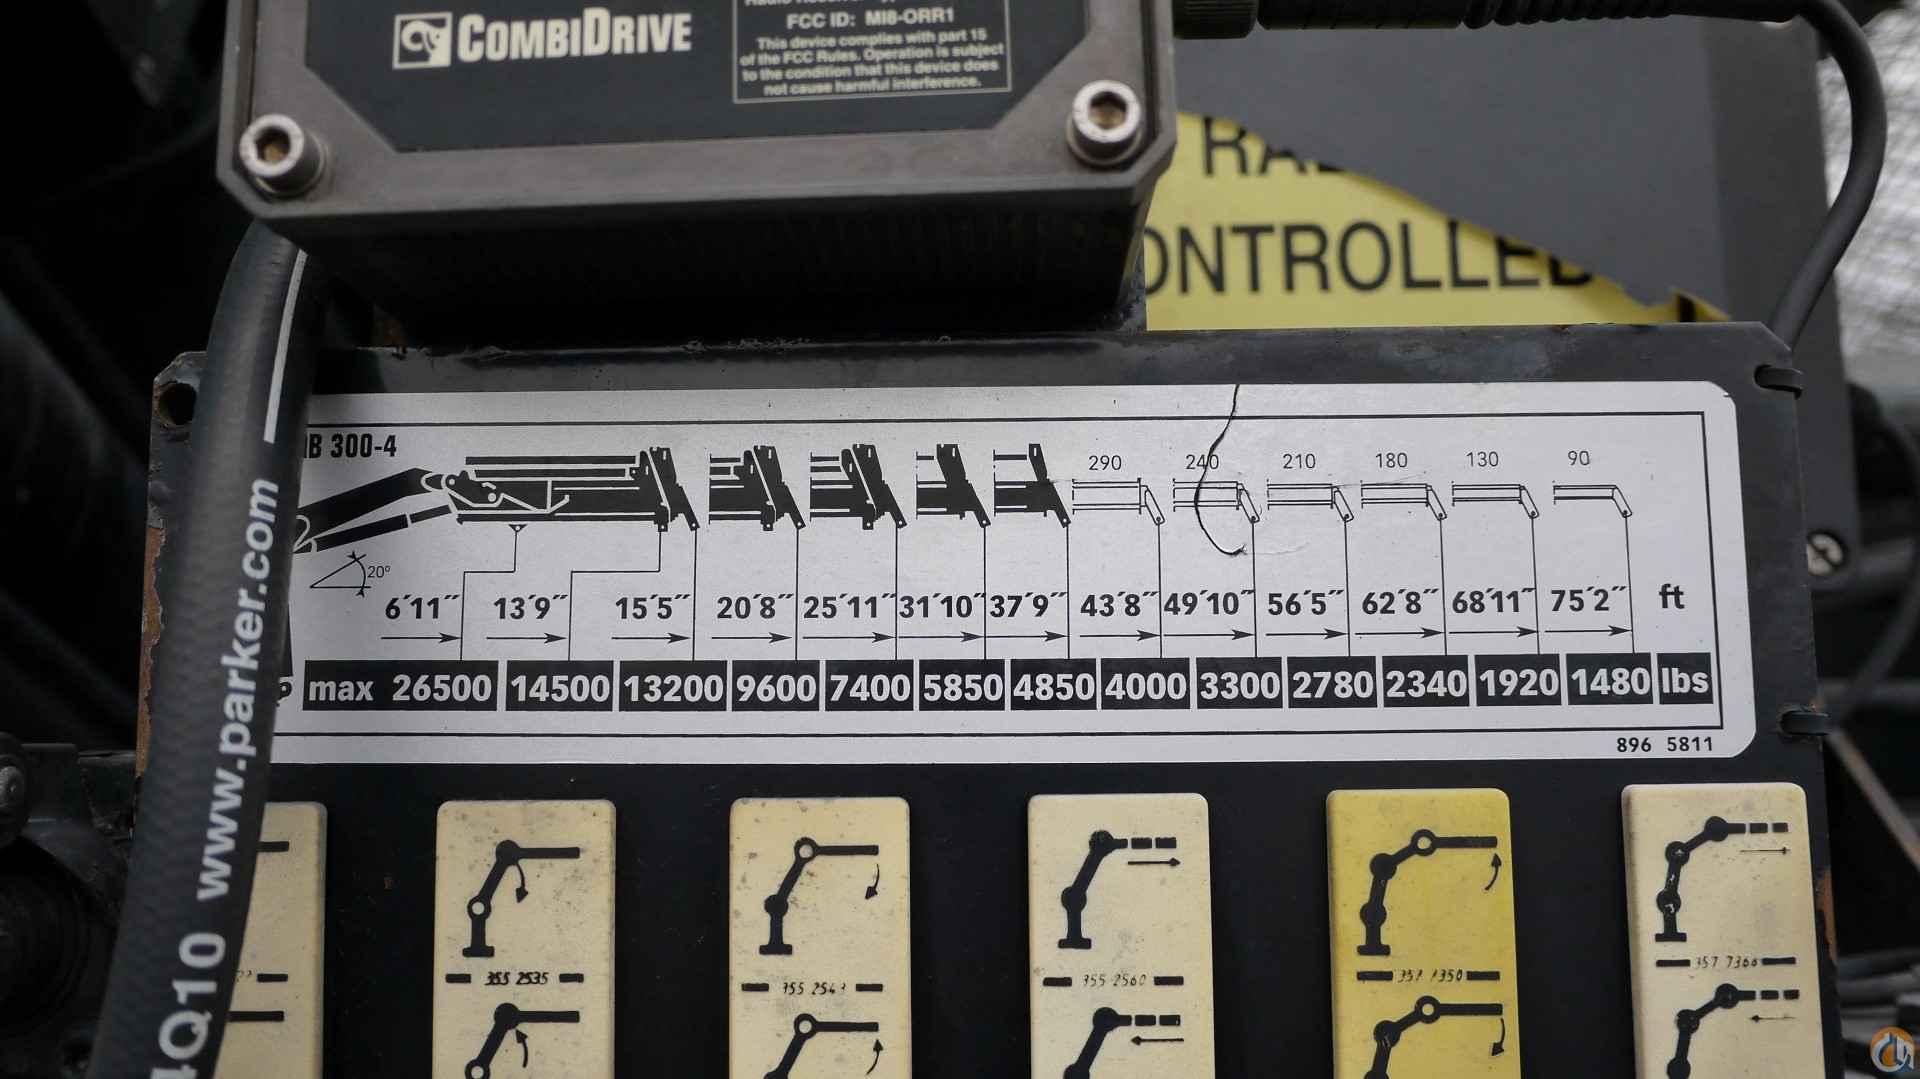 COMBIDRIVE
FCC ID: MI8-ORR1
This device complies with part 15
of the FCC Rules. Operation is subject
to the condition that this device does
not cause harmful interference.
ONTROLLED
www.parker.com
4Q10
B 300-4
290 240 210 180 130 90
20°
6′11″ 13′9″ 15′5″ 20′8″ 25′11″ 31′10″ 37′9″ 43′8″ 49′10″ 56′5″ 62′8″ 68′11″ 75′2″ ft
max 26500 14500 13200 9600 7400 5850 4850 4000 3300 2780 2340 1920 1480 lbs
896 5811
355 2535
355 2560
357 7350
357 7366